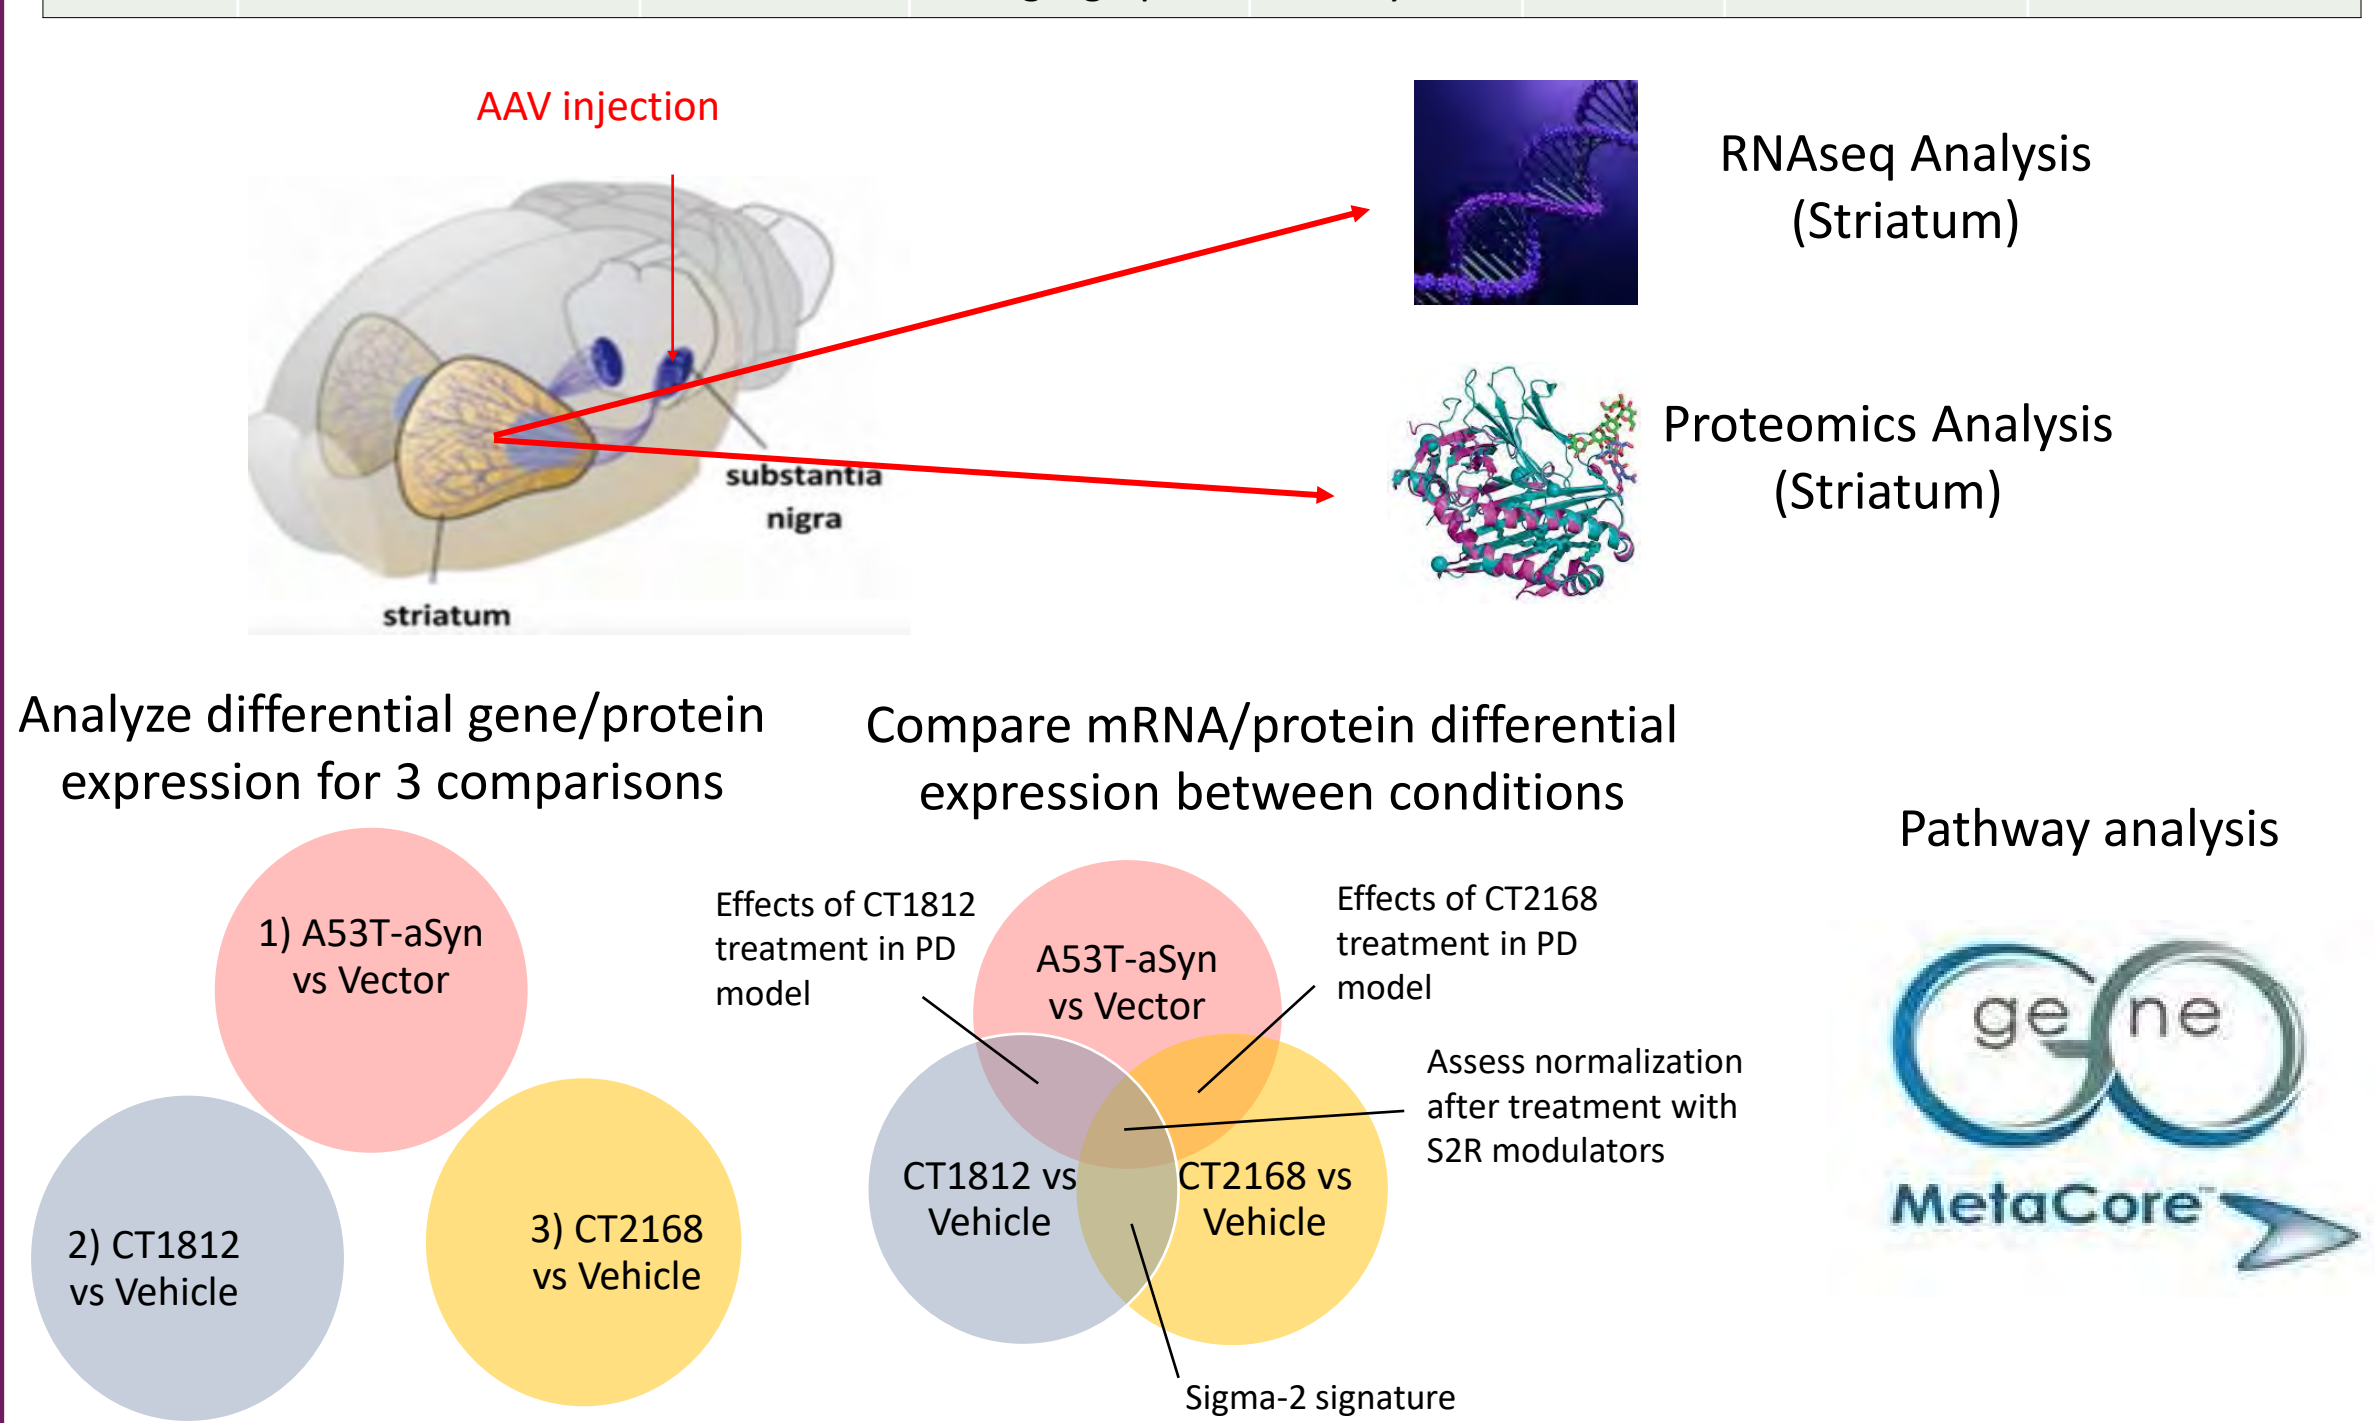 AAV injection
RNAseq Analysis
(Striatum)
substantia
nigra
striatum
Proteomics Analysis
(Striatum)
Analyze differential gene/protein
expression for 3 comparisons
1) A53T-aSyn
vs Vector
2) CT1812
vs Vehicle
3) CT2168
vs Vehicle
Compare mRNA/protein differential
expression between conditions
Effects of CT1812
treatment in PD
model
A53T-aSyn
vs Vector
Effects of CT2168
treatment in PD
model
Assess normalization
after treatment with
S2R modulators
CT1812 vs
Vehicle
CT2168 vs
Vehicle
Sigma-2 signature
Pathway analysis
gene
GO
MetaCore™